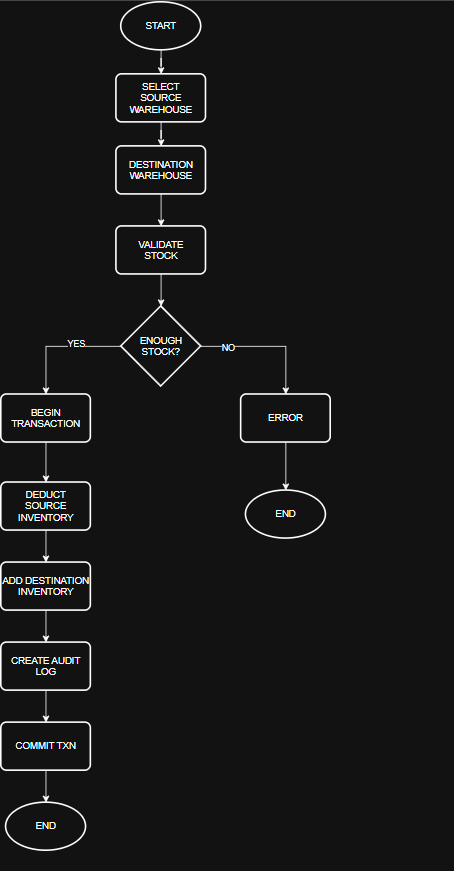 START
SELECT
SOURCE
WAREHOUSE
DESTINATION
WAREHOUSE
VALIDATE
STOCK
ENOUGH
STOCK?
YES
NO
BEGIN
TRANSACTION
ERROR
DEDUCT
SOURCE
INVENTORY
END
ADD DESTINATION
INVENTORY
CREATE AUDIT
LOG
COMMIT TXN
END